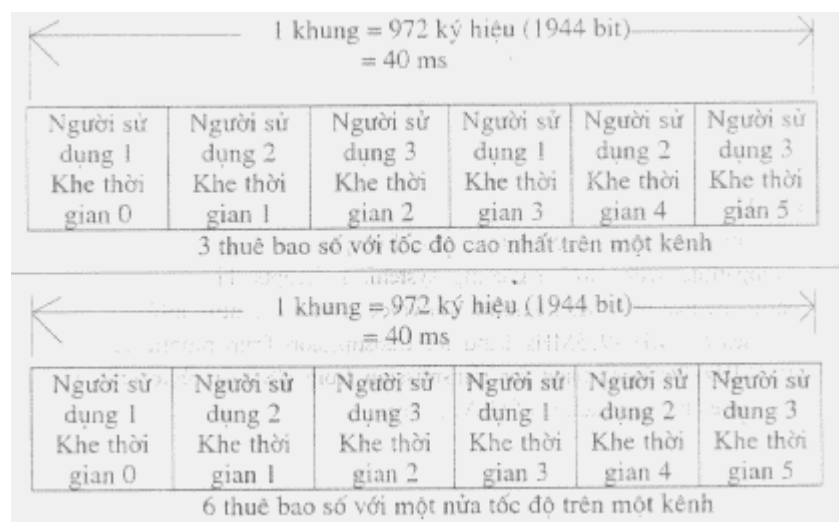 1 khung = 972 ký hiệu (1944 bit)
= 40 ms
Người sử dụng 1 Khe thời gian 0
Người sử dụng 2 Khe thời gian 1
Người sử dụng 3 Khe thời gian 2
Người sử dụng 1 Khe thời gian 3
Người sử dụng 2 Khe thời gian 4
Người sử dụng 3 Khe thời gian 5
3 thuê bao số với tốc độ cao nhất trên một kênh
1 khung = 972 ký hiệu (1944 bit)
= 40 ms
Người sử dụng 1 Khe thời gian 0
Người sử dụng 2 Khe thời gian 1
Người sử dụng 3 Khe thời gian 2
Người sử dụng 1 Khe thời gian 3
Người sử dụng 2 Khe thời gian 4
Người sử dụng 3 Khe thời gian 5
6 thuê bao số với một nửa tốc độ trên một kênh